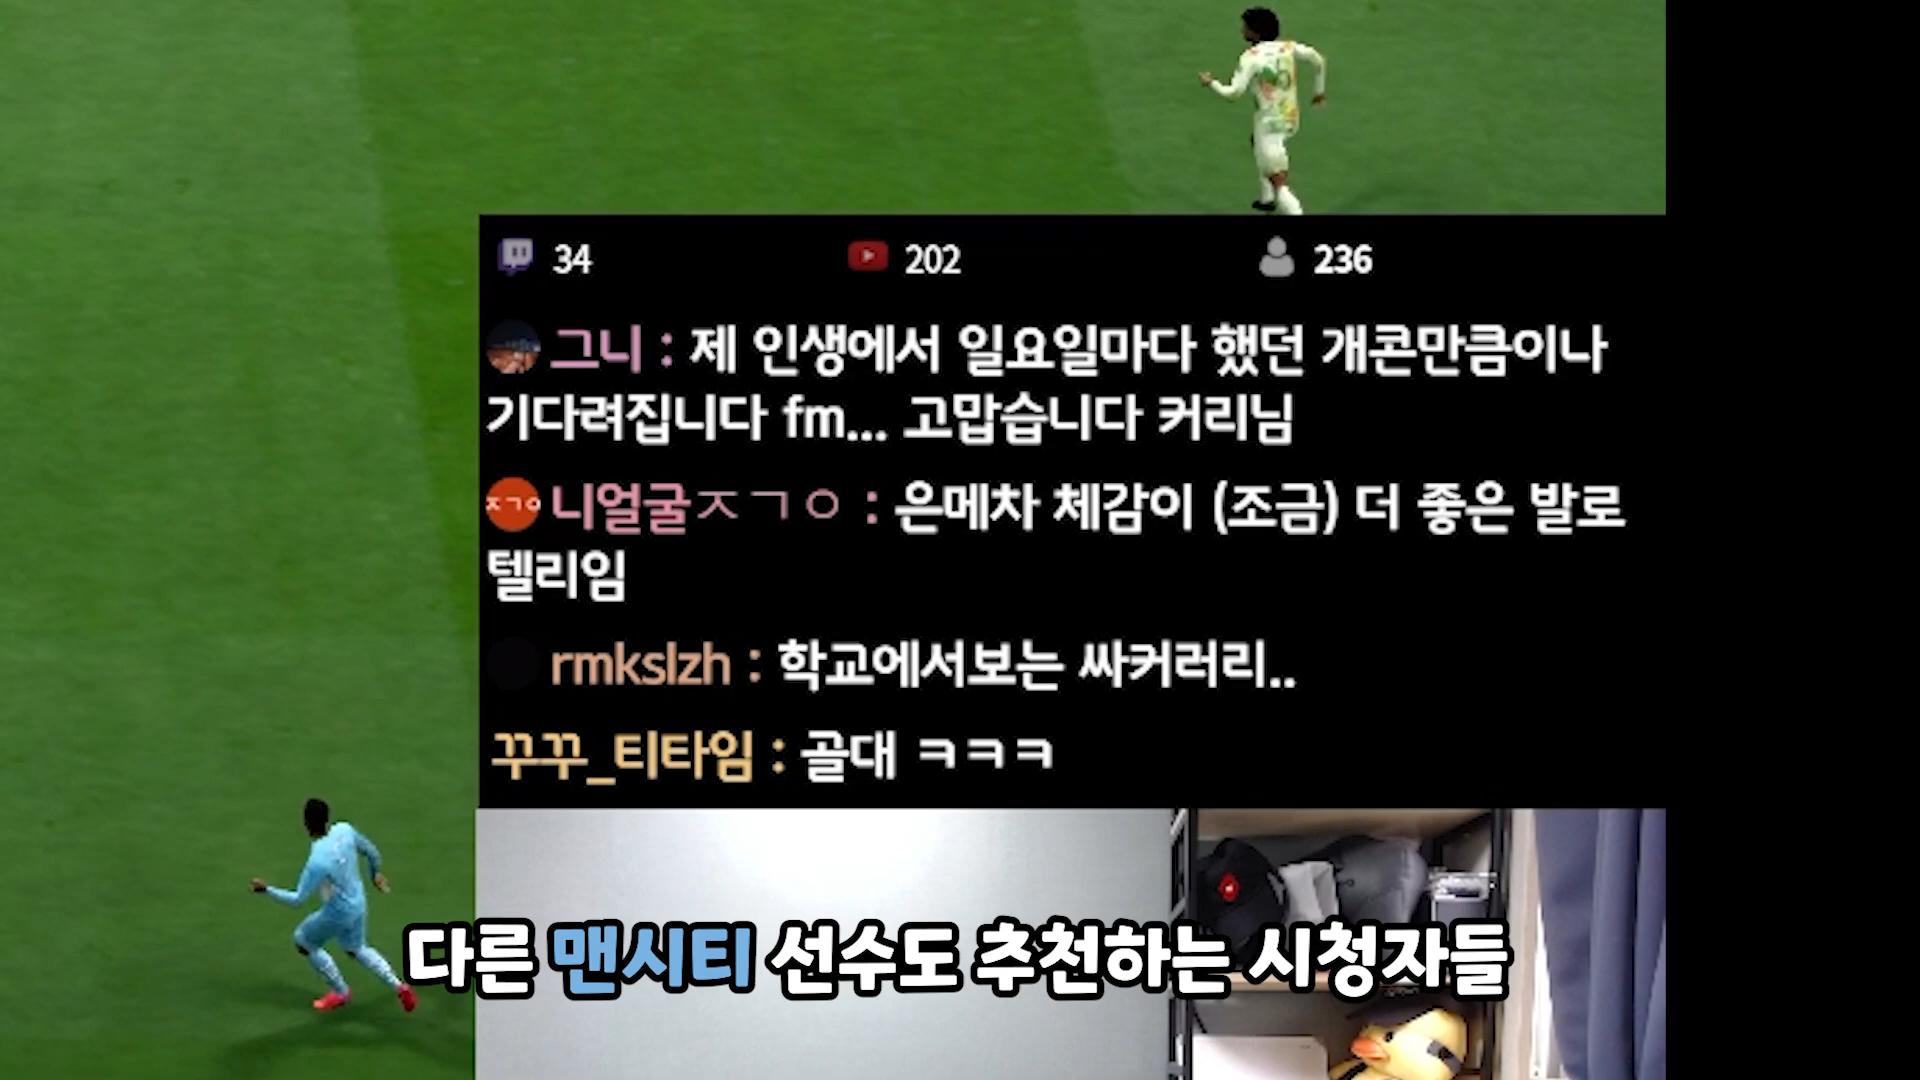 34 202 236
그니 : 제 인생에서 일요일마다 했던 개콘만큼이나
기다려집니다 fm... 고맙습니다 커리님
ㅈㄱㅇ 니얼굴ㅈㄱㅇ : 은메차 체감이 (조금) 더 좋은 발로
텔리임
rmkslzh : 학교에서보는 싸커러리..
꾸꾸_티타임 : 골대 ㅋㅋㅋ
다른 맨시티 선수도 추천하는 시청자들